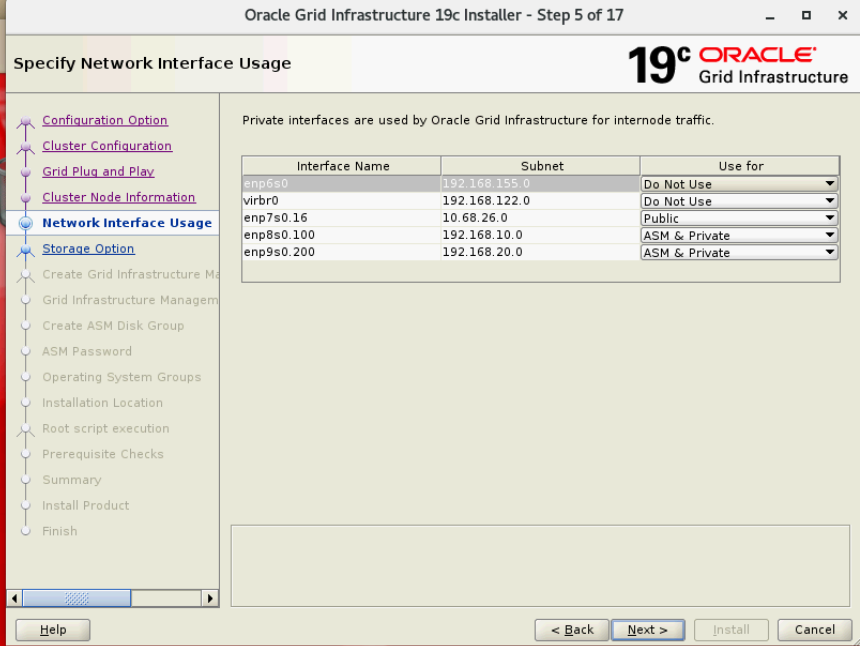 Oracle Grid Infrastructure 19c Installer - Step 5 of 17
Specify Network Interface Usage
19c ORACLE
Grid Infrastructure
Configuration Option
Cluster Configuration
Grid Plug and Play
Cluster Node Information
Network Interface Usage
Storage Option
Create Grid Infrastructure Ma
Grid Infrastructure Managem
Create ASM Disk Group
ASM Password
Operating System Groups
Installation Location
Root script execution
Prerequisite Checks
Summary
Install Product
Finish
Private interfaces are used by Oracle Grid Infrastructure for internode traffic.
Interface Name Subnet Use for
enp6s0 192.168.155.0 Do Not Use
virbr0 192.168.122.0 Do Not Use
enp7s0.16 10.68.26.0 Public
enp8s0.100 192.168.10.0 ASM & Private
enp9s0.200 192.168.20.0 ASM & Private
Help < Back Next > Install Cancel